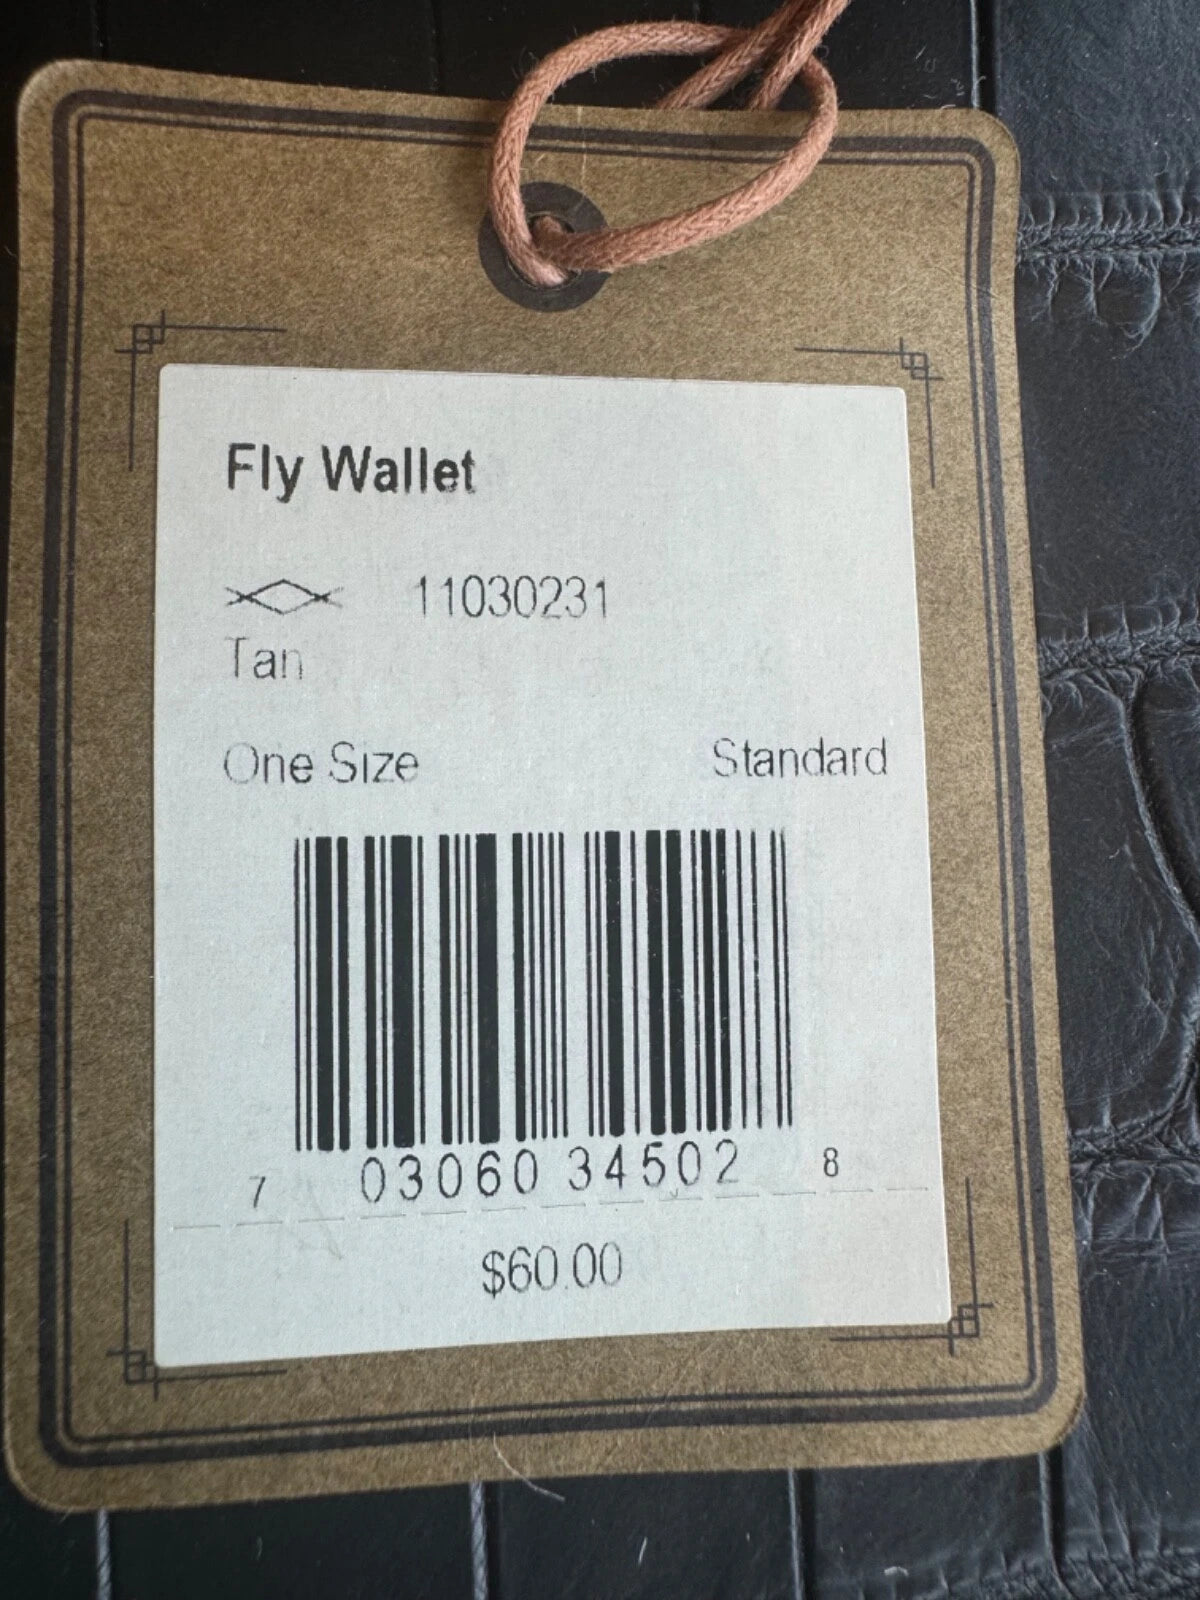 Fly Wallet
11030231
Tan
One Size Standard
7 03060 34502 8
$60.00